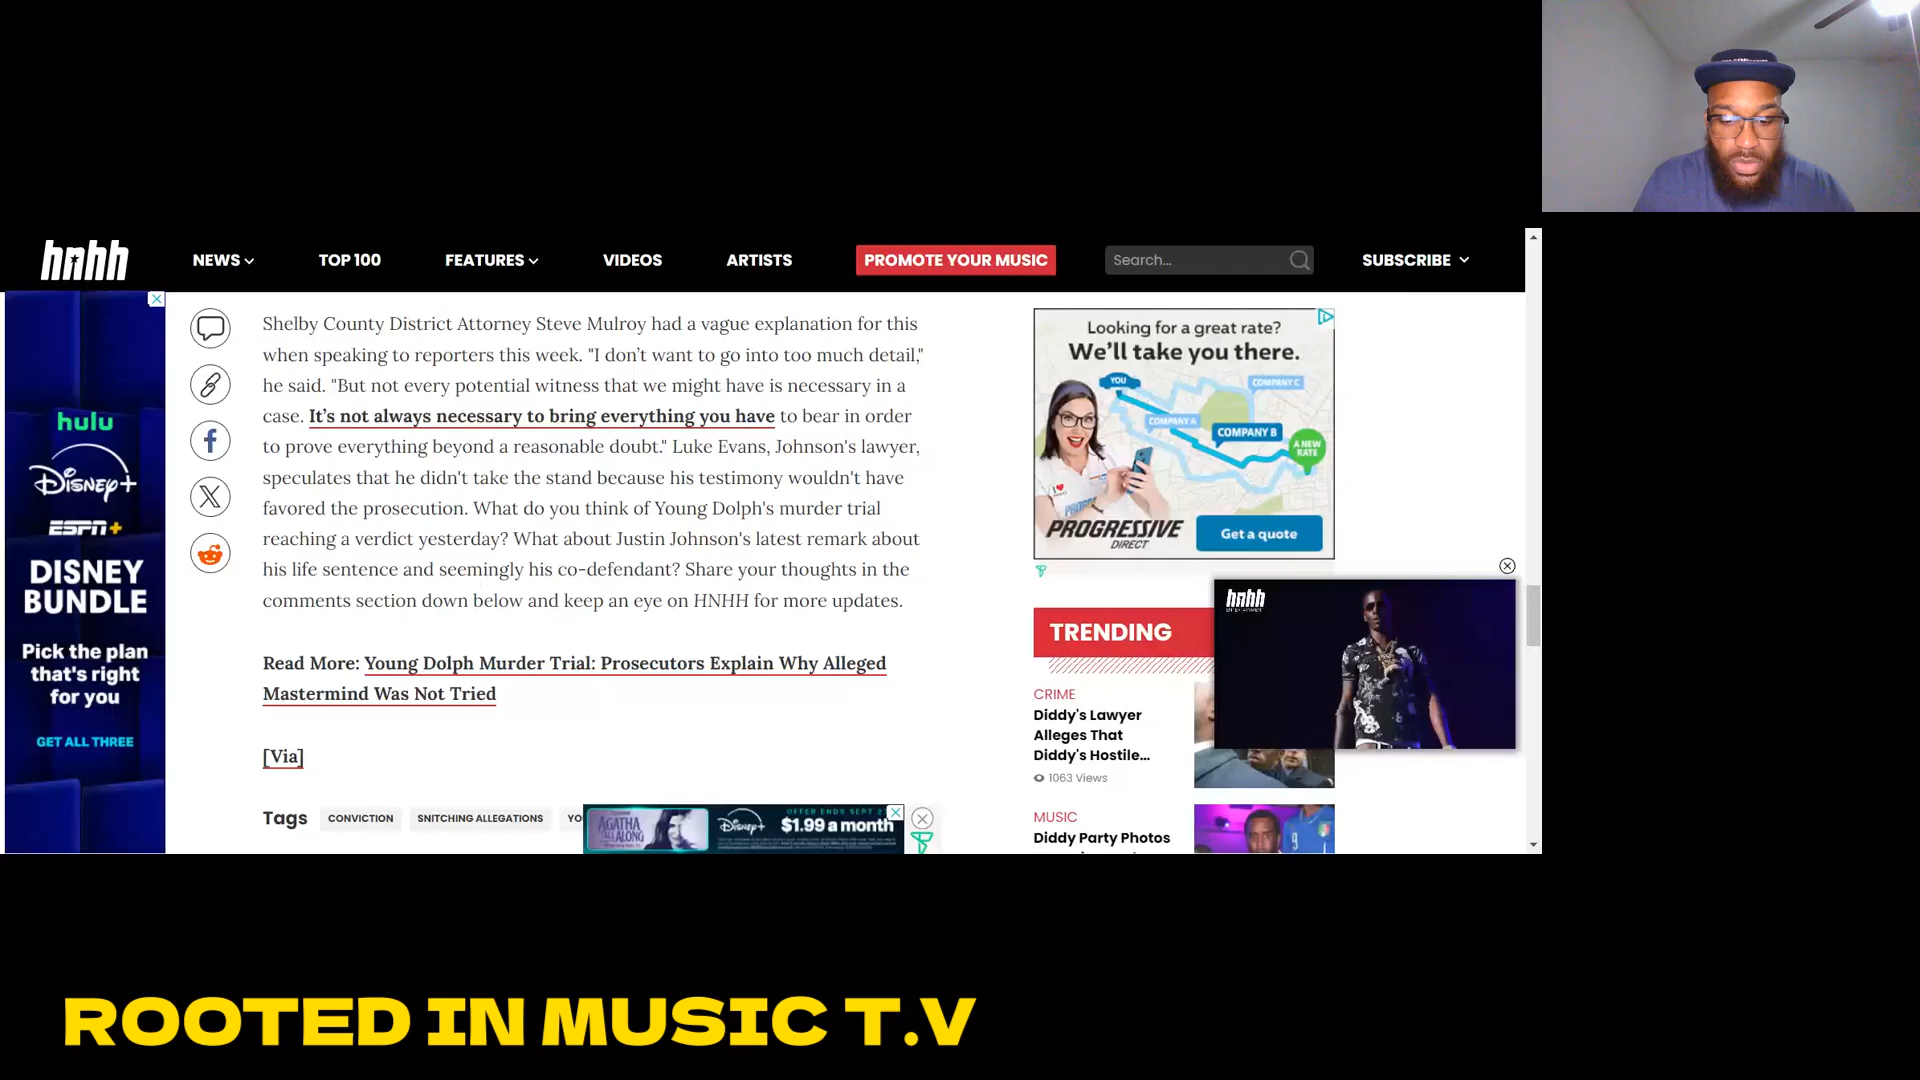 hnhh
NEWS
TOP 100
FEATURES
VIDEOS
ARTISTS
PROMOTE YOUR MUSIC
Search...
SUBSCRIBE
hulu
Disney+
ESPN+
DISNEY
BUNDLE
Pick the plan
that's right
for you
GET ALL THREE
Shelby County District Attorney Steve Mulroy had a vague explanation for this
when speaking to reporters this week. "I don’t want to go into too much detail,"
he said. "But not every potential witness that we might have is necessary in a
case. It’s not always necessary to bring everything you have to bear in order
to prove everything beyond a reasonable doubt." Luke Evans, Johnson's lawyer,
speculates that he didn't take the stand because his testimony wouldn't have
favored the prosecution. What do you think of Young Dolph's murder trial
reaching a verdict yesterday? What about Justin Johnson's latest remark about
his life sentence and seemingly his co-defendant? Share your thoughts in the
comments section down below and keep an eye on HNHH for more updates.
Read More: Young Dolph Murder Trial: Prosecutors Explain Why Alleged
Mastermind Was Not Tried
[Via]
Tags
CONVICTION
SNITCHING ALLEGATIONS
YO
AGATHA
ALL ALONG
Disney+
OFFER ENDS SEPT 2
$1.99 a month
Looking for a great rate?
We’ll take you there.
YOU
COMPANY C
COMPANY A
COMPANY B
A NEW
RATE
PROGRESSIVE
DIRECT
Get a quote
TRENDING
hnhh
CRIME
Diddy's Lawyer
Alleges That
Diddy's Hostile...
1063 Views
MUSIC
Diddy Party Photos
ROOTED IN MUSIC T.V